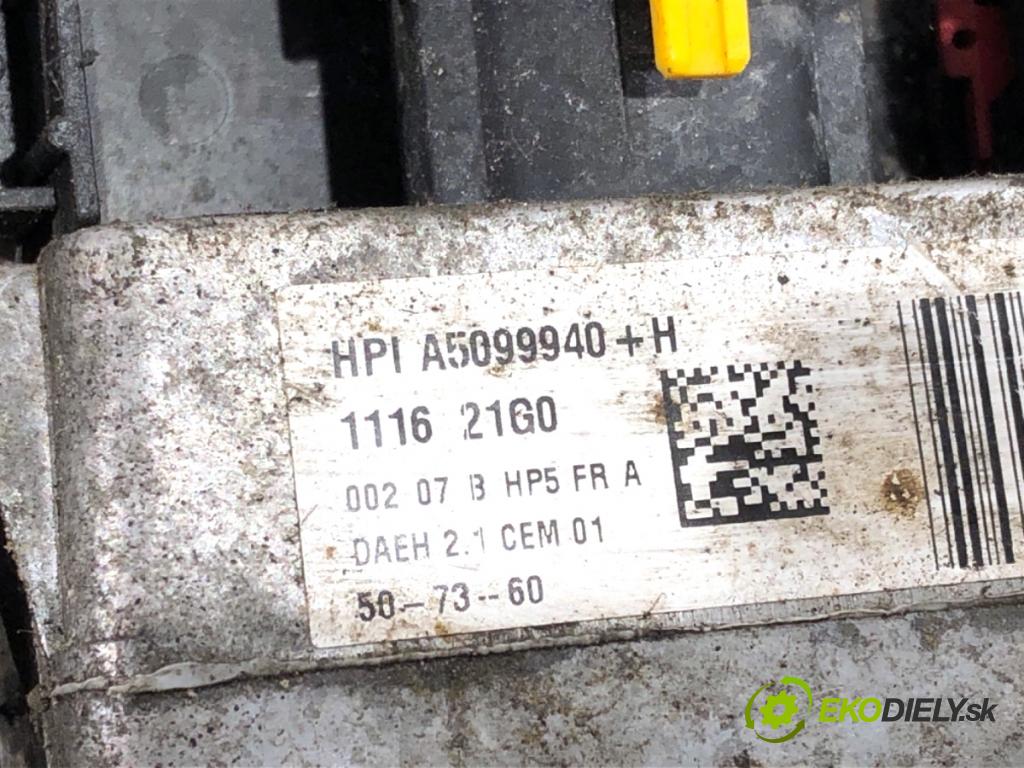 HPI A5099940+H
1116 21G0
002 07 B HP5 FR A
DAEH 2.1 CEM 01
50-73-60
EKODIELY.sk